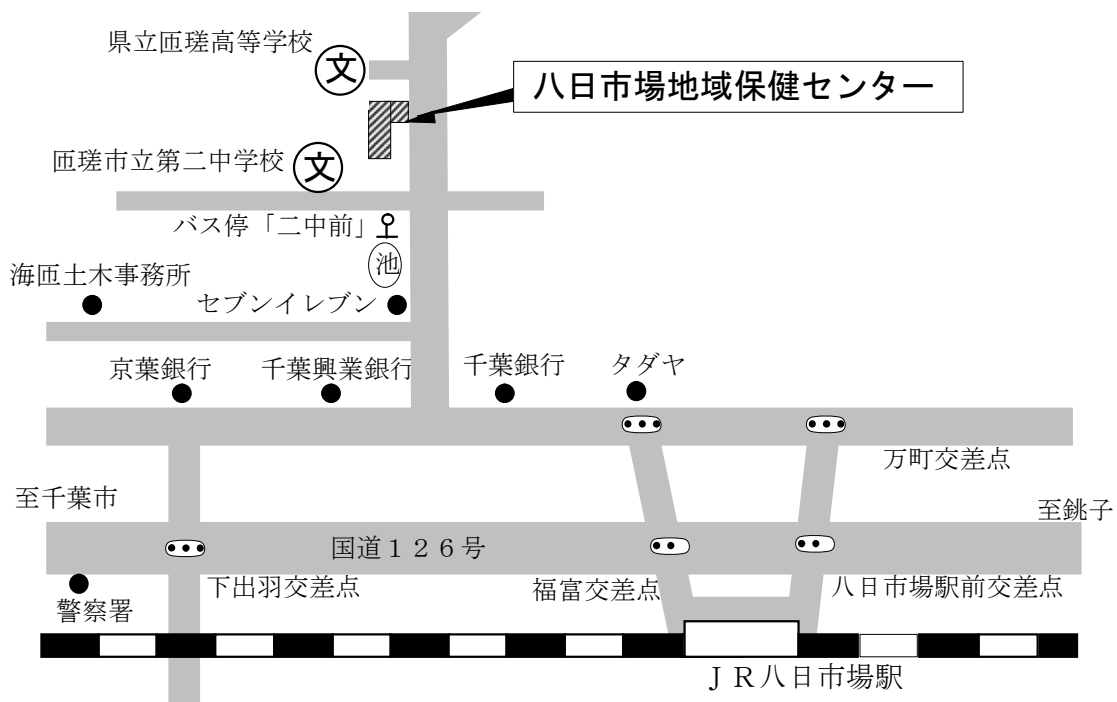 県立匝瑳高等学校
文
八日市場地域保健センター
匝瑳市立第二中学校
文
バス停「二中前」
池
海匝土木事務所
セブンイレブン
京葉銀行
千葉興業銀行
千葉銀行
タダヤ
万町交差点
至千葉市
至銚子
国道１２６号
下出羽交差点
福富交差点
八日市場駅前交差点
警察署
ＪＲ八日市場駅